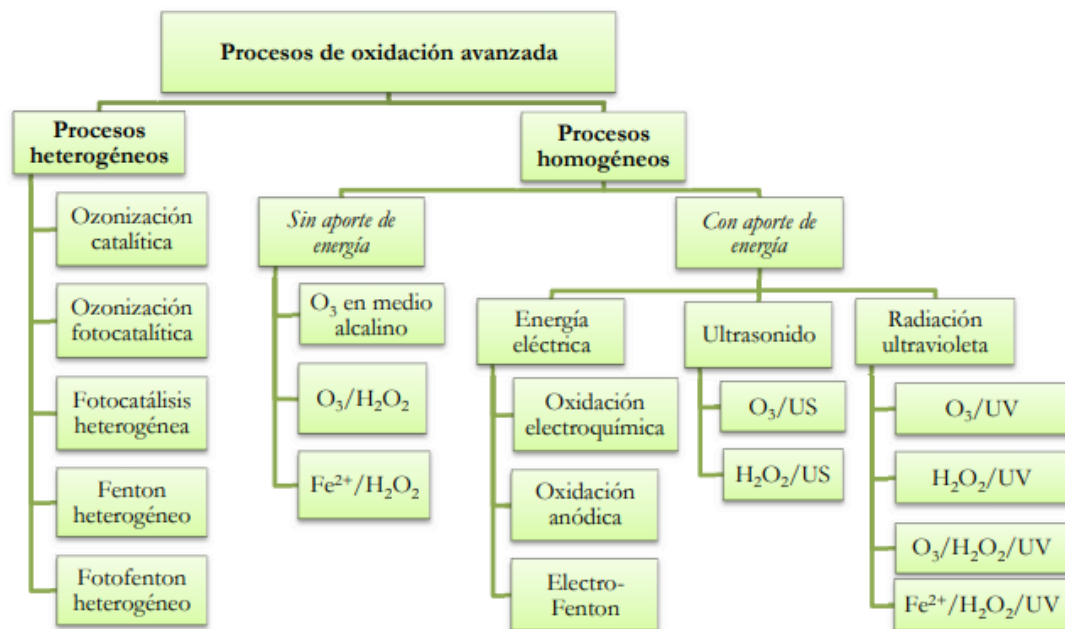 Procesos de oxidación avanzada
Procesos
heterogéneos
Ozonización
catalítica
Ozonización
fotocatalítica
Fotocatálisis
heterogénea
Fenton
heterogéneo
Fotofenton
heterogéneo
Procesos
homogéneos
Sin aporte de
energía
O₃ en medio
alcalino
O₃/H₂O₂
Fe²⁺/H₂O₂
Con aporte de
energía
Energía
eléctrica
Oxidación
electroquímica
Oxidación
anódica
Electro-
Fenton
Ultrasonido
O₃/US
H₂O₂/US
Radiación
ultravioleta
O₃/UV
H₂O₂/UV
O₃/H₂O₂/UV
Fe²⁺/H₂O₂/UV